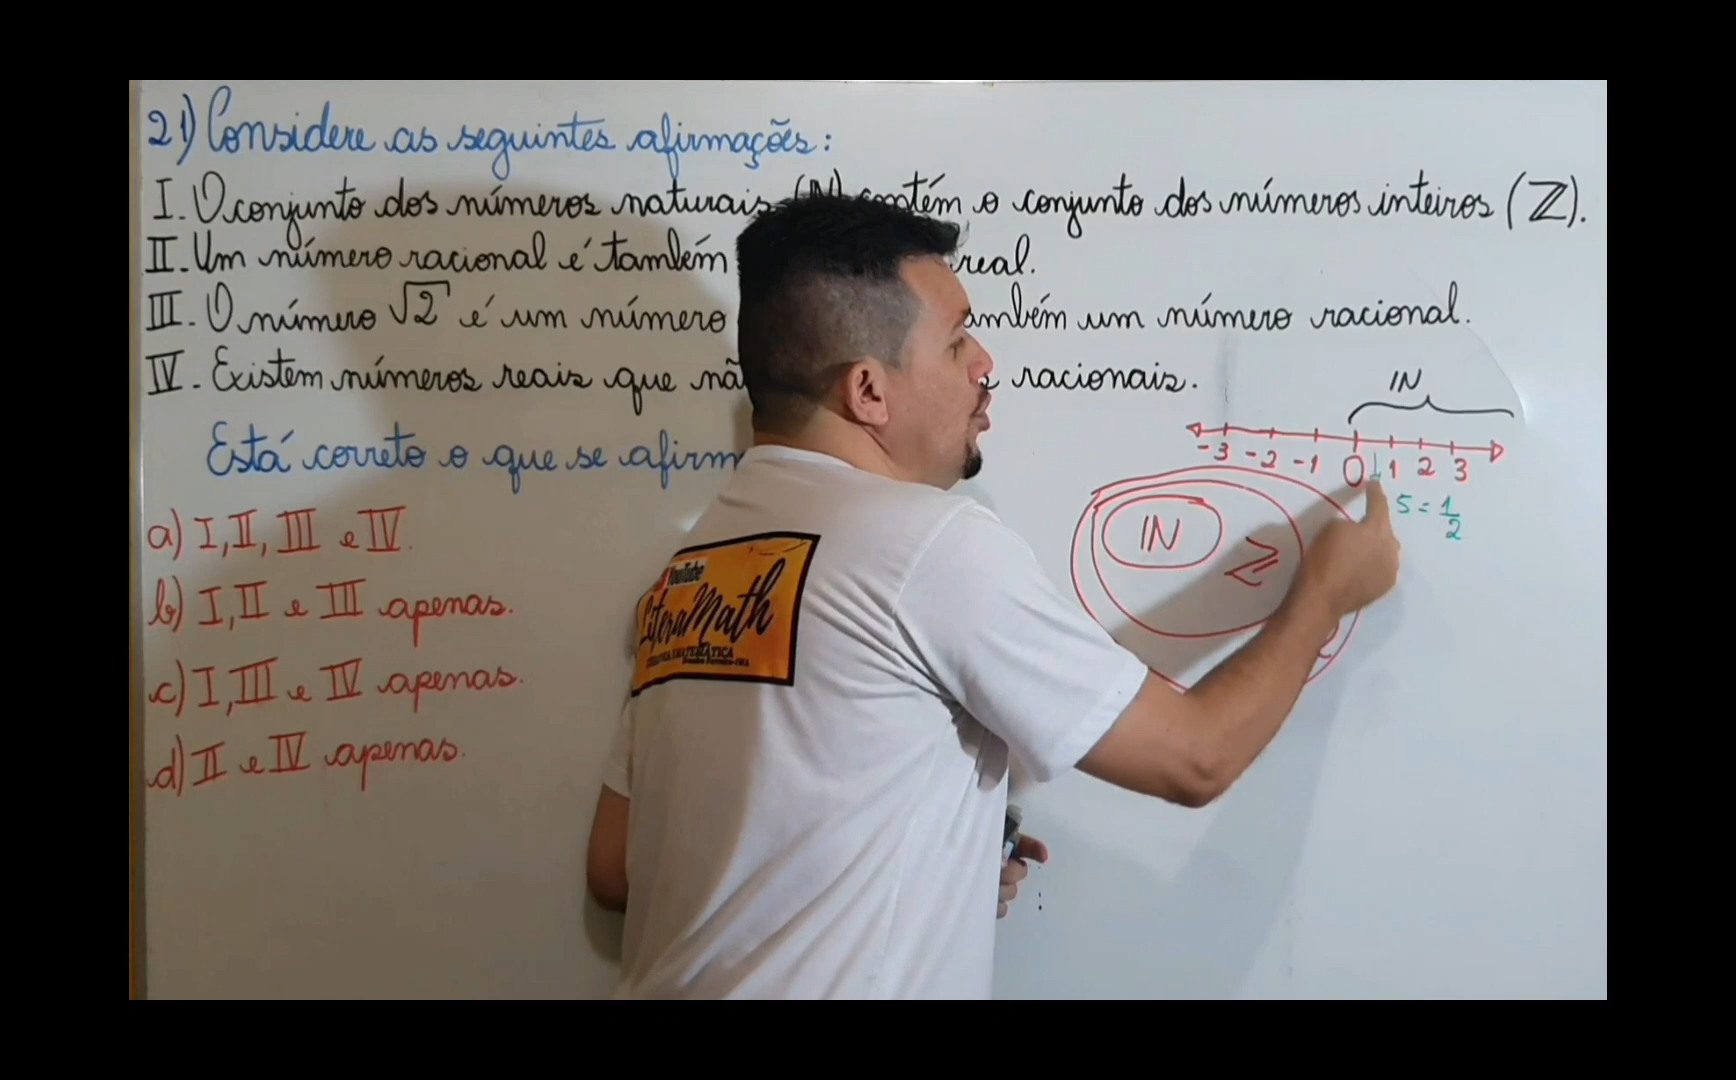 21) Considere as seguintes afirmações:
I. O conjunto dos números naturais (ℕ) contém o conjunto dos números inteiros (ℤ).
II. Um número racional é também real.
III. O número √2 é um número também um número racional.
IV. Existem números reais que não racionais.
Está correto o que se afirm
a) I, II, III e IV.
b) I, II e III apenas.
c) I, III e IV apenas.
d) II e IV apenas.
IN
-3 -2 -1 0 1 2 3
5 = 1/2
IN
ℤ
YouTube
LiteraMath